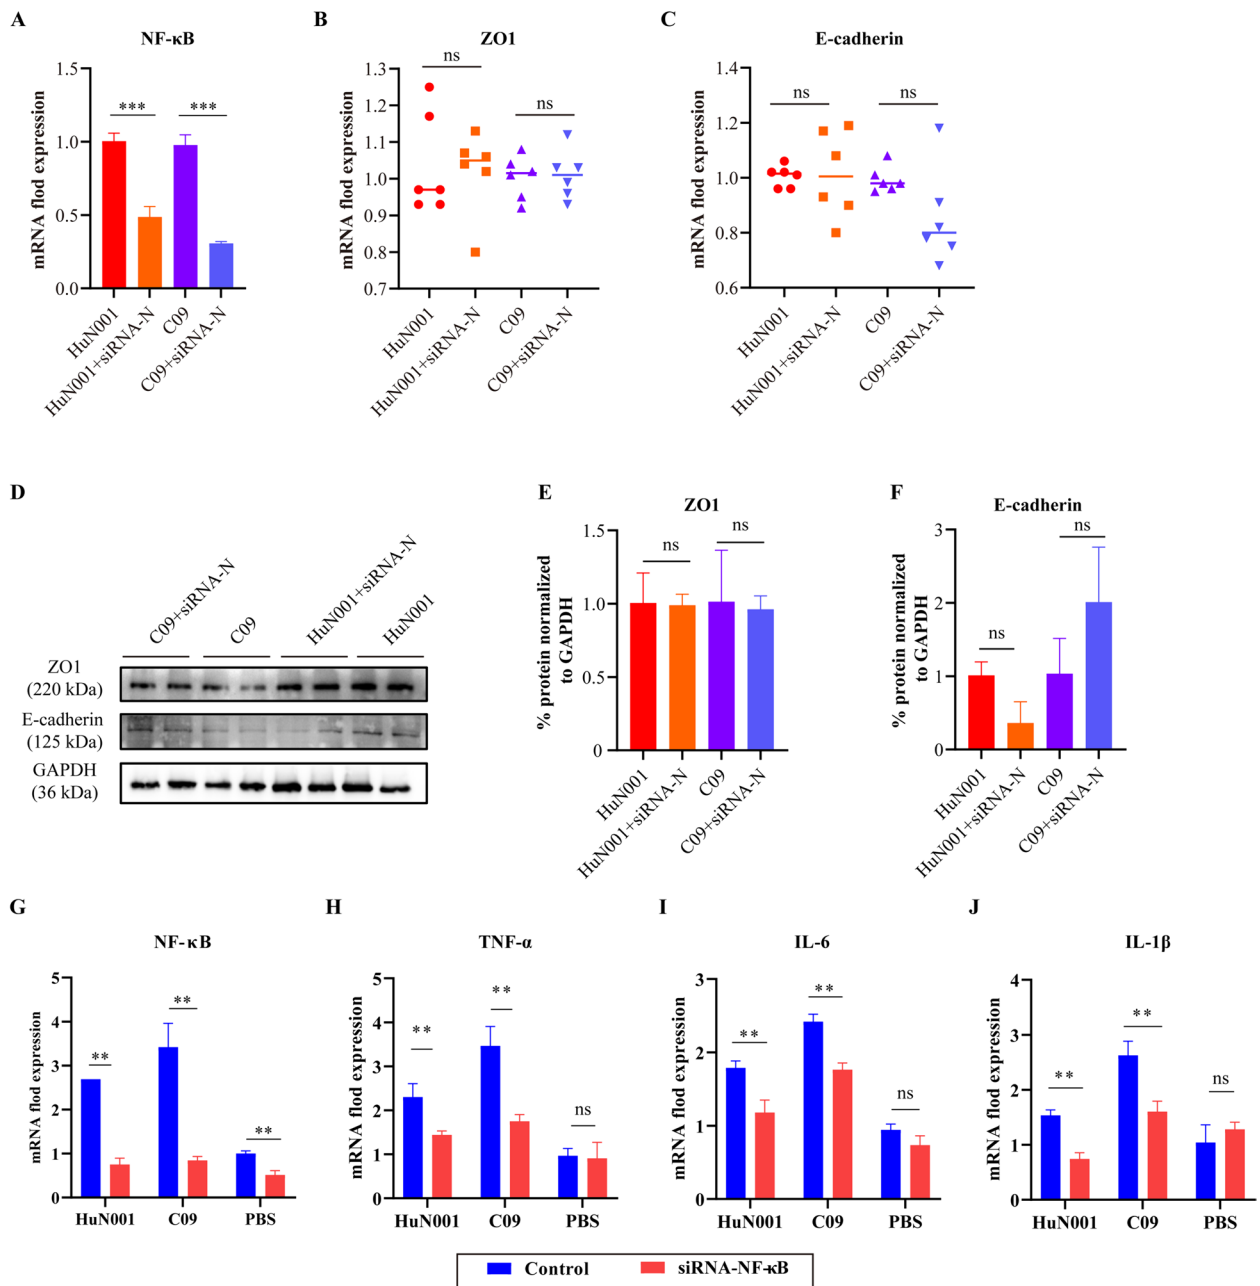 A
NF-κB
mRNA flod expression
1.5
1.0
0.5
0.0
***
***
HuN001
HuN001+siRNA-N
C09
C09+siRNA-N
B
ZO1
mRNA flod expression
1.3
1.2
1.1
1.0
0.9
0.8
0.7
ns
ns
HuN001
HuN001+siRNA-N
C09
C09+siRNA-N
C
E-cadherin
mRNA flod expression
1.4
1.2
1.0
0.8
0.6
ns
ns
HuN001
HuN001+siRNA-N
C09
C09+siRNA-N
D
C09+siRNA-N
C09
HuN001+siRNA-N
HuN001
ZO1
(220 kDa)
E-cadherin
(125 kDa)
GAPDH
(36 kDa)
E
ZO1
% protein normalized
to GAPDH
1.5
1.0
0.5
0
ns
ns
HuN001
HuN001+siRNA-N
C09
C09+siRNA-N
F
E-cadherin
% protein normalized
to GAPDH
3
2
1
0
ns
ns
HuN001
HuN001+siRNA-N
C09
C09+siRNA-N
G
NF-κB
mRNA flod expression
5
4
3
2
1
0
**
**
**
HuN001
C09
PBS
H
TNF-α
mRNA flod expression
5
4
3
2
1
0
**
**
ns
HuN001
C09
PBS
I
IL-6
mRNA flod expression
3
2
1
0
**
**
ns
HuN001
C09
PBS
J
IL-1β
mRNA flod expression
4
3
2
1
0
**
**
ns
HuN001
C09
PBS
Control
siRNA-NF-κB